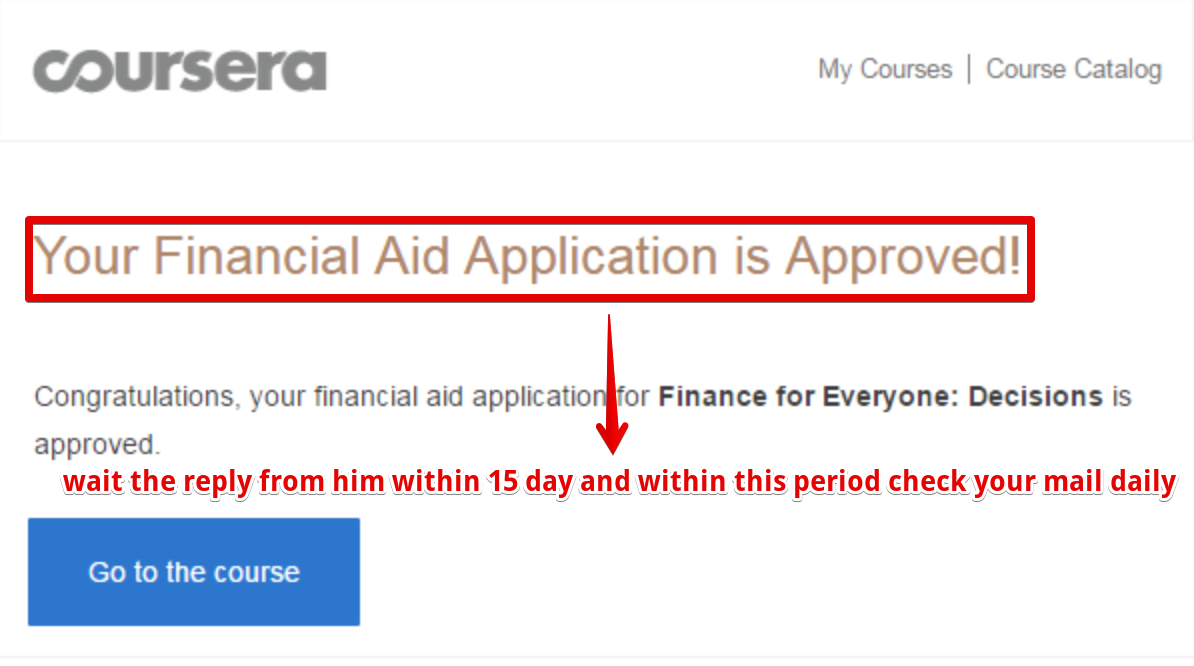 coursera
My Courses | Course Catalog
Your Financial Aid Application is Approved!
Congratulations, your financial aid application for Finance for Everyone: Decisions is
approved.
wait the reply from him within 15 day and within this period check your mail daily
Go to the course